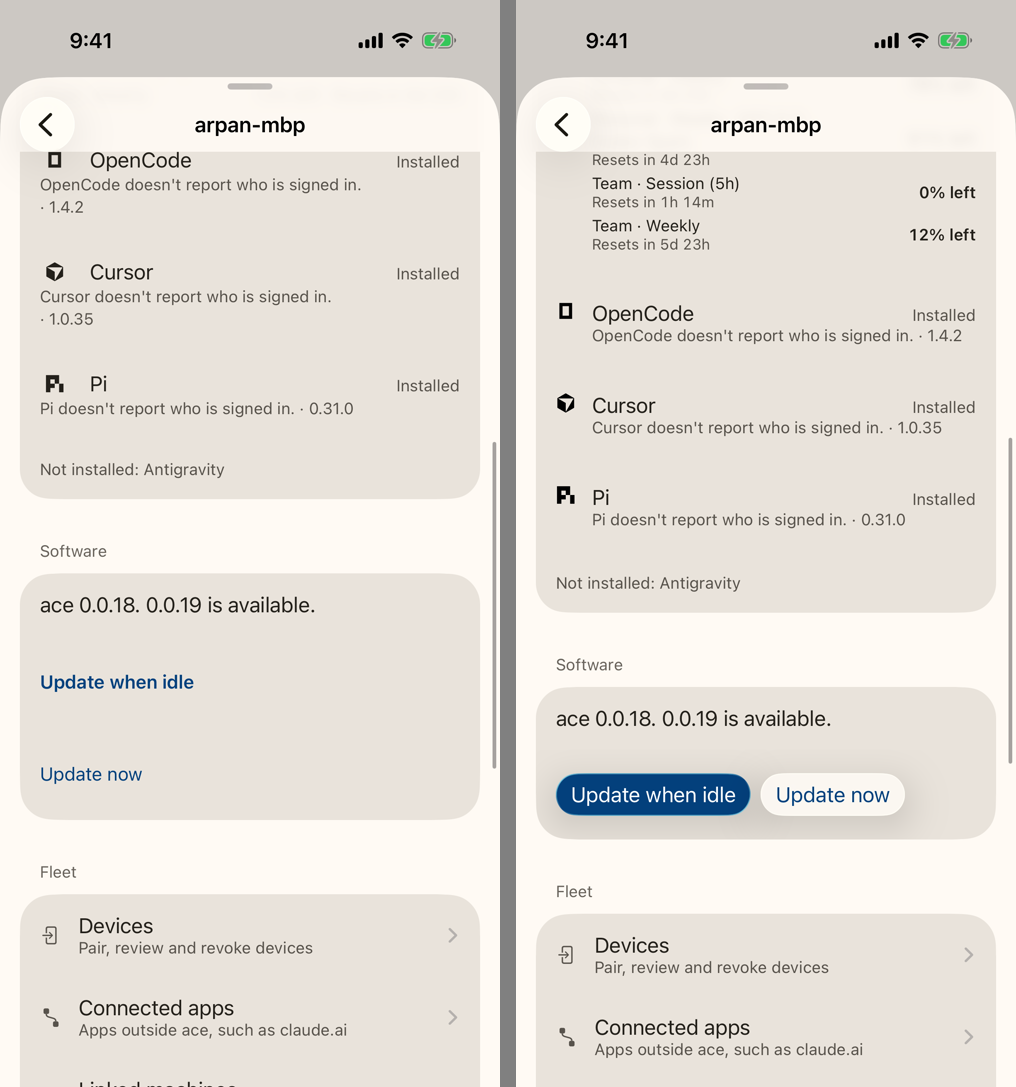 9:41
arpan-mbp
OpenCode
Installed
OpenCode doesn't report who is signed in.
· 1.4.2
Cursor
Installed
Cursor doesn't report who is signed in.
· 1.0.35
Pi
Installed
Pi doesn't report who is signed in. · 0.31.0
Not installed: Antigravity
Software
ace 0.0.18. 0.0.19 is available.
Update when idle
Update now
Fleet
Devices
Pair, review and revoke devices
Connected apps
Apps outside ace, such as claude.ai
Linked machines
9:41
arpan-mbp
Resets in 4d 23h
Team · Session (5h)
0% left
Resets in 1h 14m
Team · Weekly
12% left
Resets in 5d 23h
OpenCode
Installed
OpenCode doesn't report who is signed in. · 1.4.2
Cursor
Installed
Cursor doesn't report who is signed in. · 1.0.35
Pi
Installed
Pi doesn't report who is signed in. · 0.31.0
Not installed: Antigravity
Software
ace 0.0.18. 0.0.19 is available.
Update when idle
Update now
Fleet
Devices
Pair, review and revoke devices
Connected apps
Apps outside ace, such as claude.ai